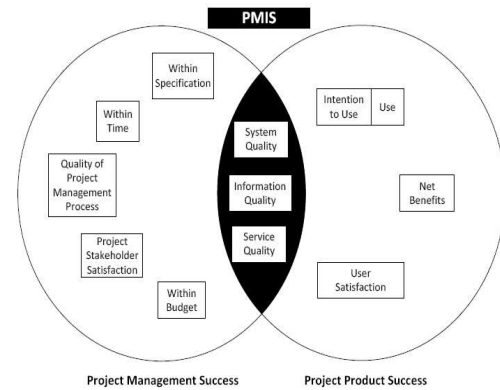 PMIS
Within
Specification
Within
Time
Quality of
Project
Management
Process
Project
Stakeholder
Satisfaction
Within
Budget
System
Quality
Information
Quality
Service
Quality
Intention
to Use
Use
Net
Benefits
User
Satisfaction
Project Management Success
Project Product Success